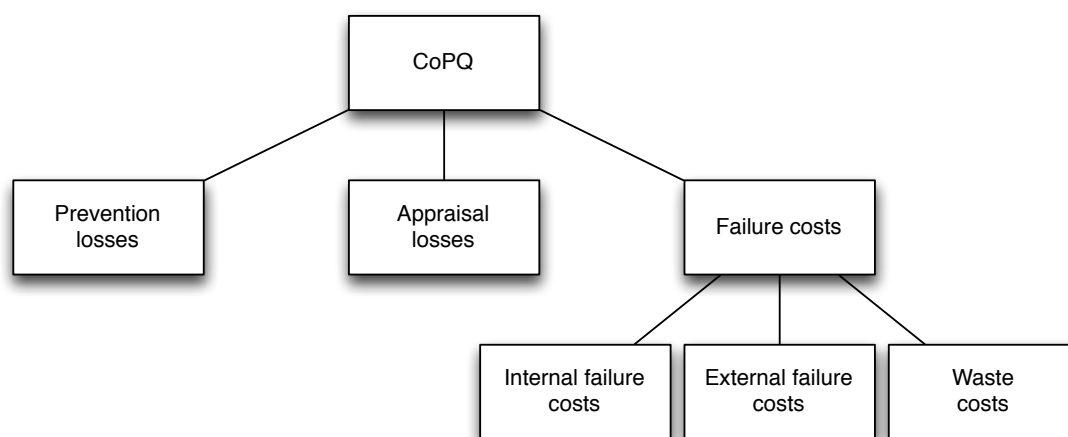 CoPQ
Prevention
losses
Appraisal
losses
Failure costs
Internal failure
costs
External failure
costs
Waste
costs